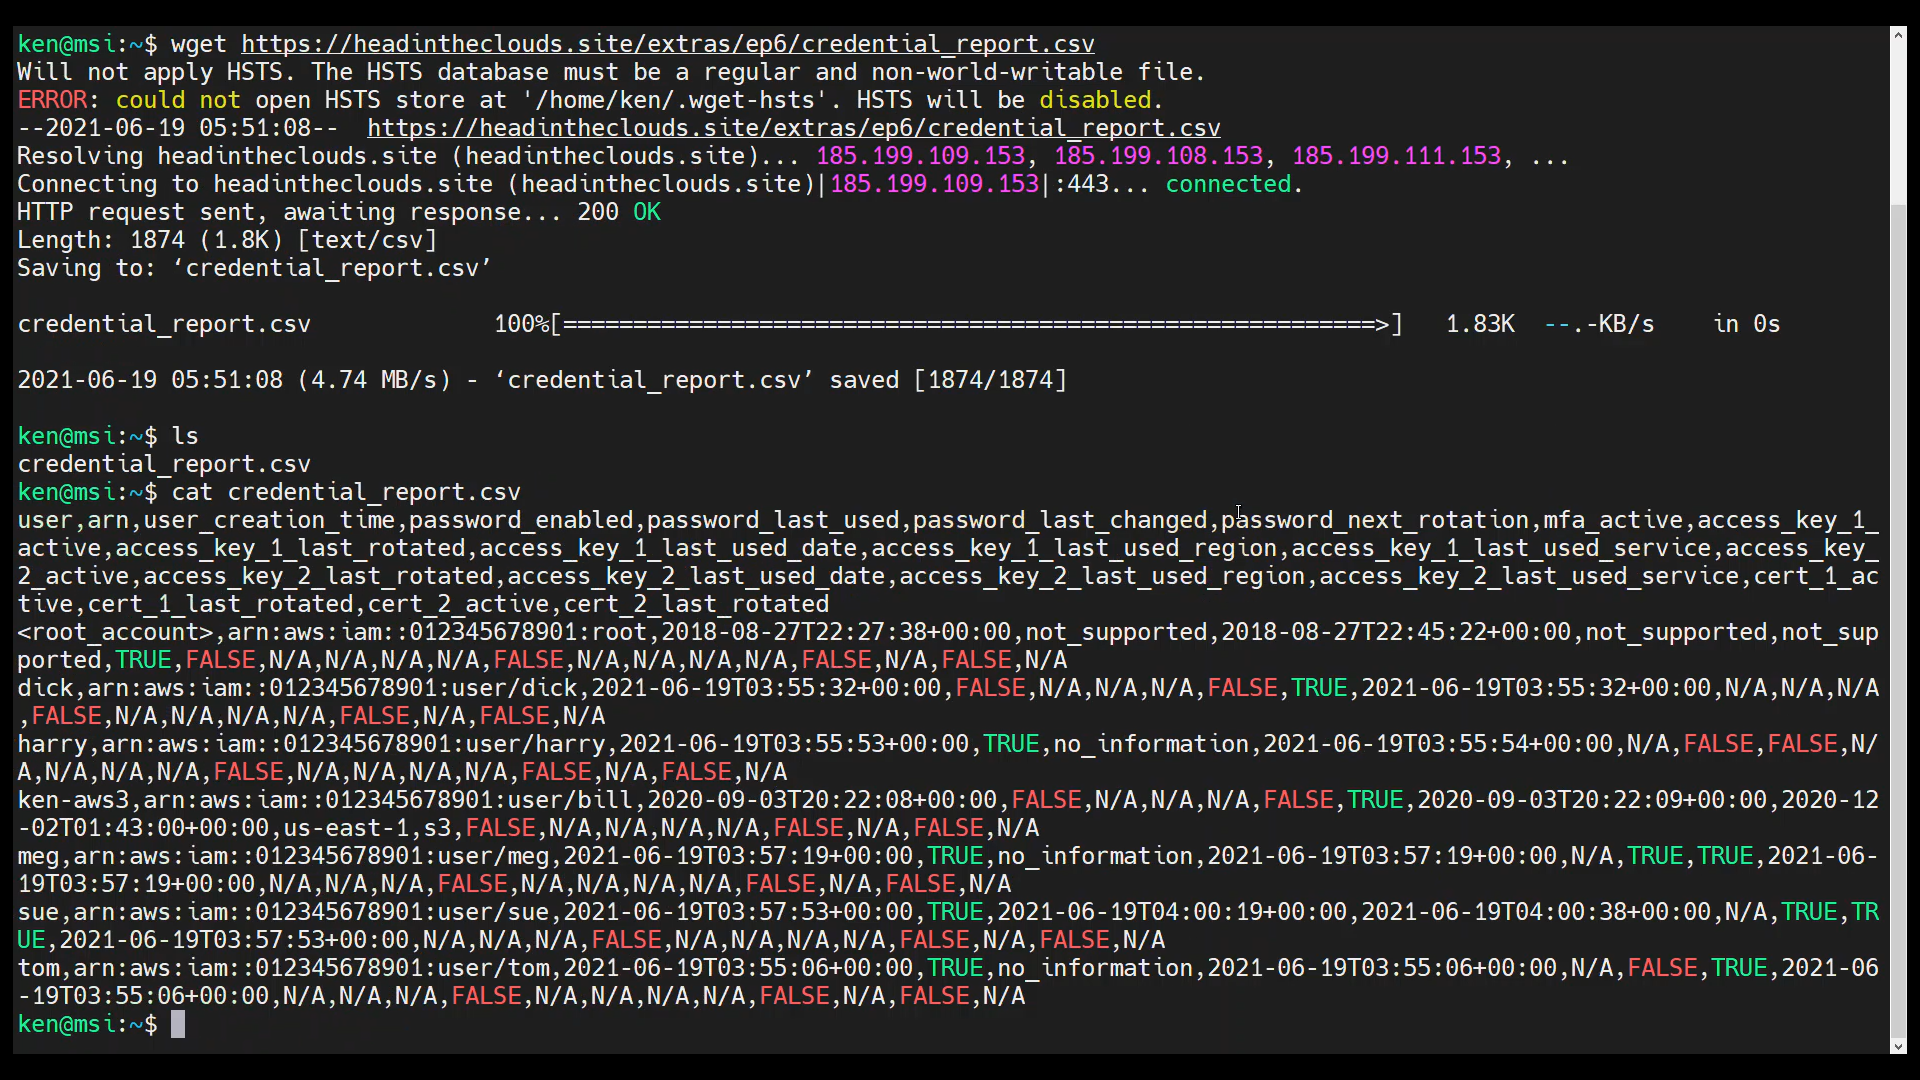 ken@msi:~$ wget https://headintheclouds.site/extras/ep6/credential_report.csv
Will not apply HSTS. The HSTS database must be a regular and non-world-writable file.
ERROR: could not open HSTS store at '/home/ken/.wget-hsts'. HSTS will be disabled.
--2021-06-19 05:51:08--  https://headintheclouds.site/extras/ep6/credential_report.csv
Resolving headintheclouds.site (headintheclouds.site)... 185.199.109.153, 185.199.108.153, 185.199.111.153, ...
Connecting to headintheclouds.site (headintheclouds.site)|185.199.109.153|:443... connected.
HTTP request sent, awaiting response... 200 OK
Length: 1874 (1.8K) [text/csv]
Saving to: ‘credential_report.csv’
credential_report.csv             100%[==========================================================>]   1.83K  --.-KB/s    in 0s
2021-06-19 05:51:08 (4.74 MB/s) - ‘credential_report.csv’ saved [1874/1874]
ken@msi:~$ ls
credential_report.csv
ken@msi:~$ cat credential_report.csv
user,arn,user_creation_time,password_enabled,password_last_used,password_last_changed,password_next_rotation,mfa_active,access_key_1_
active,access_key_1_last_rotated,access_key_1_last_used_date,access_key_1_last_used_region,access_key_1_last_used_service,access_key_
2_active,access_key_2_last_rotated,access_key_2_last_used_date,access_key_2_last_used_region,access_key_2_last_used_service,cert_1_ac
tive,cert_1_last_rotated,cert_2_active,cert_2_last_rotated
<root_account>,arn:aws:iam::012345678901:root,2018-08-27T22:27:38+00:00,not_supported,2018-08-27T22:45:22+00:00,not_supported,not_sup
ported,TRUE,FALSE,N/A,N/A,N/A,N/A,FALSE,N/A,N/A,N/A,N/A,FALSE,N/A,FALSE,N/A
dick,arn:aws:iam::012345678901:user/dick,2021-06-19T03:55:32+00:00,FALSE,N/A,N/A,N/A,FALSE,TRUE,2021-06-19T03:55:32+00:00,N/A,N/A,N/A
,FALSE,N/A,N/A,N/A,N/A,FALSE,N/A,FALSE,N/A
harry,arn:aws:iam::012345678901:user/harry,2021-06-19T03:55:53+00:00,TRUE,no_information,2021-06-19T03:55:54+00:00,N/A,FALSE,FALSE,N/
A,N/A,N/A,N/A,FALSE,N/A,N/A,N/A,N/A,FALSE,N/A,FALSE,N/A
ken-aws3,arn:aws:iam::012345678901:user/bill,2020-09-03T20:22:08+00:00,FALSE,N/A,N/A,N/A,FALSE,TRUE,2020-09-03T20:22:09+00:00,2020-12
-02T01:43:00+00:00,us-east-1,s3,FALSE,N/A,N/A,N/A,N/A,FALSE,N/A,FALSE,N/A
meg,arn:aws:iam::012345678901:user/meg,2021-06-19T03:57:19+00:00,TRUE,no_information,2021-06-19T03:57:19+00:00,N/A,TRUE,TRUE,2021-06-
19T03:57:19+00:00,N/A,N/A,N/A,FALSE,N/A,N/A,N/A,N/A,FALSE,N/A,FALSE,N/A
sue,arn:aws:iam::012345678901:user/sue,2021-06-19T03:57:53+00:00,TRUE,2021-06-19T04:00:19+00:00,2021-06-19T04:00:38+00:00,N/A,TRUE,TR
UE,2021-06-19T03:57:53+00:00,N/A,N/A,N/A,FALSE,N/A,N/A,N/A,N/A,FALSE,N/A,FALSE,N/A
tom,arn:aws:iam::012345678901:user/tom,2021-06-19T03:55:06+00:00,TRUE,no_information,2021-06-19T03:55:06+00:00,N/A,FALSE,TRUE,2021-06
-19T03:55:06+00:00,N/A,N/A,N/A,FALSE,N/A,N/A,N/A,N/A,FALSE,N/A,FALSE,N/A
ken@msi:~$